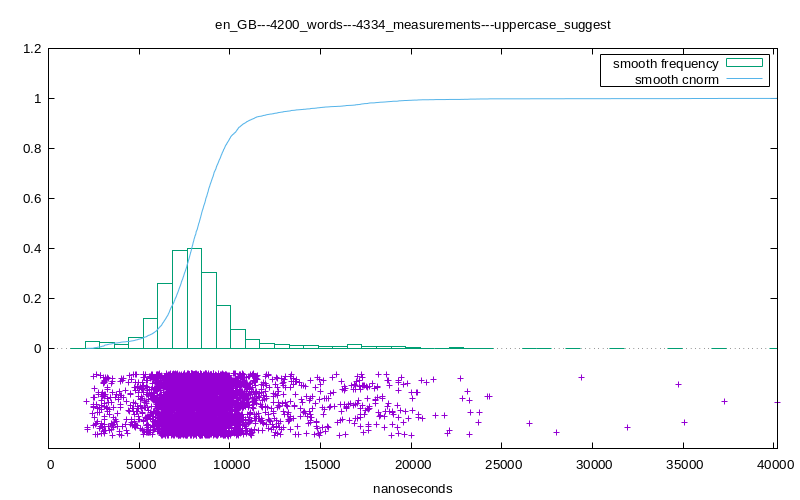 en_GB---4200_words---4334_measurements---uppercase_suggest
1.2
smooth frequency
smooth cnorm
1
0.8
0.6
0.4
0.2
0
0 5000 10000 15000 20000 25000 30000 35000 40000
nanoseconds